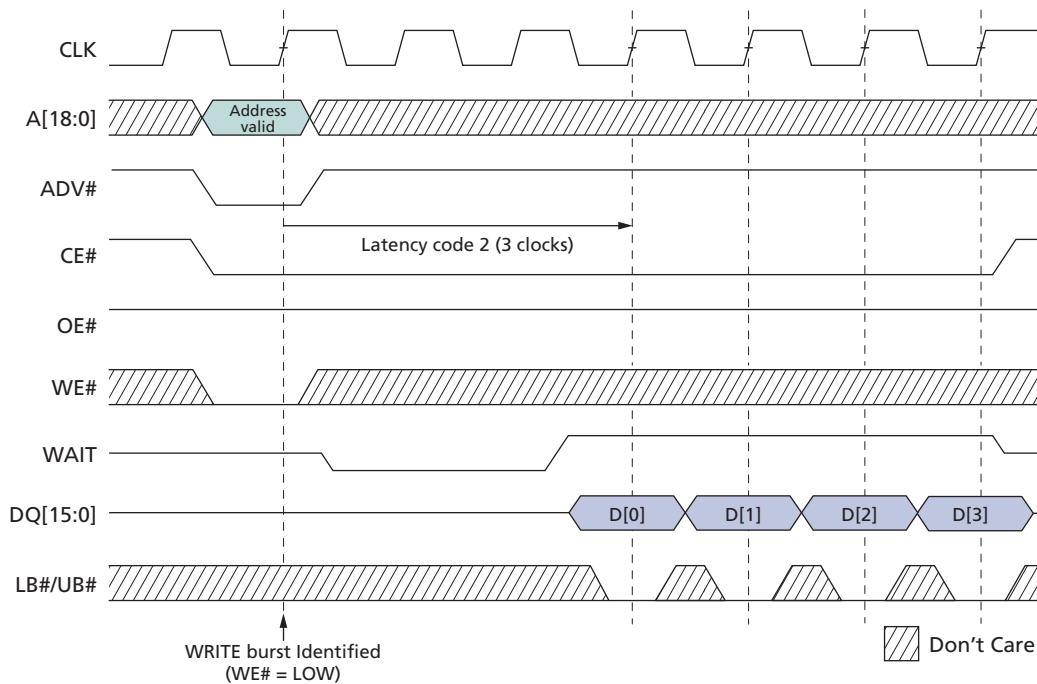 CLK
A[18:0]
Address
valid
ADV#
Latency code 2 (3 clocks)
CE#
OE#
WE#
WAIT
DQ[15:0]
D[0]
D[1]
D[2]
D[3]
LB#/UB#
WRITE burst Identified
(WE# = LOW)
Don't Care